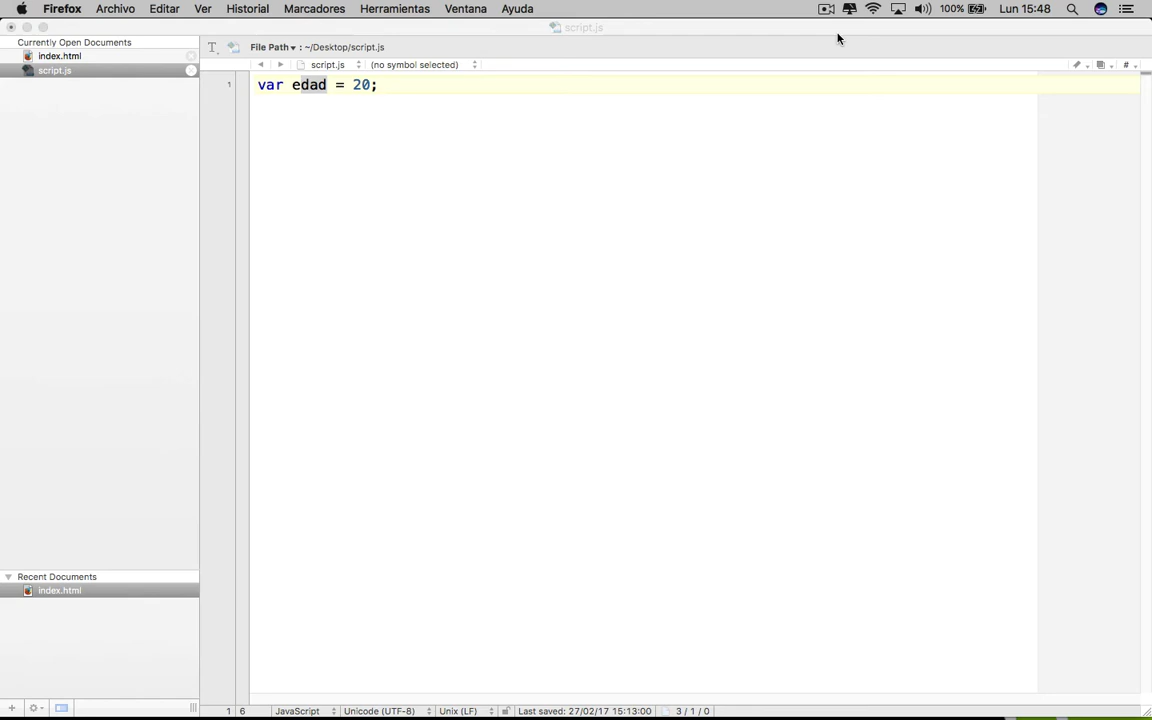 Firefox Archivo Editar Ver Historial Marcadores Herramientas Ventana Ayuda 100% Lun 15:48
script.js
Currently Open Documents
index.html
script.js
File Path ▾ : ~/Desktop/script.js
script.js (no symbol selected)
#
1 var edad = 20;
Recent Documents
index.html
1 6 JavaScript Unicode (UTF-8) Unix (LF) Last saved: 27/02/17 15:13:00 3 / 1 / 0